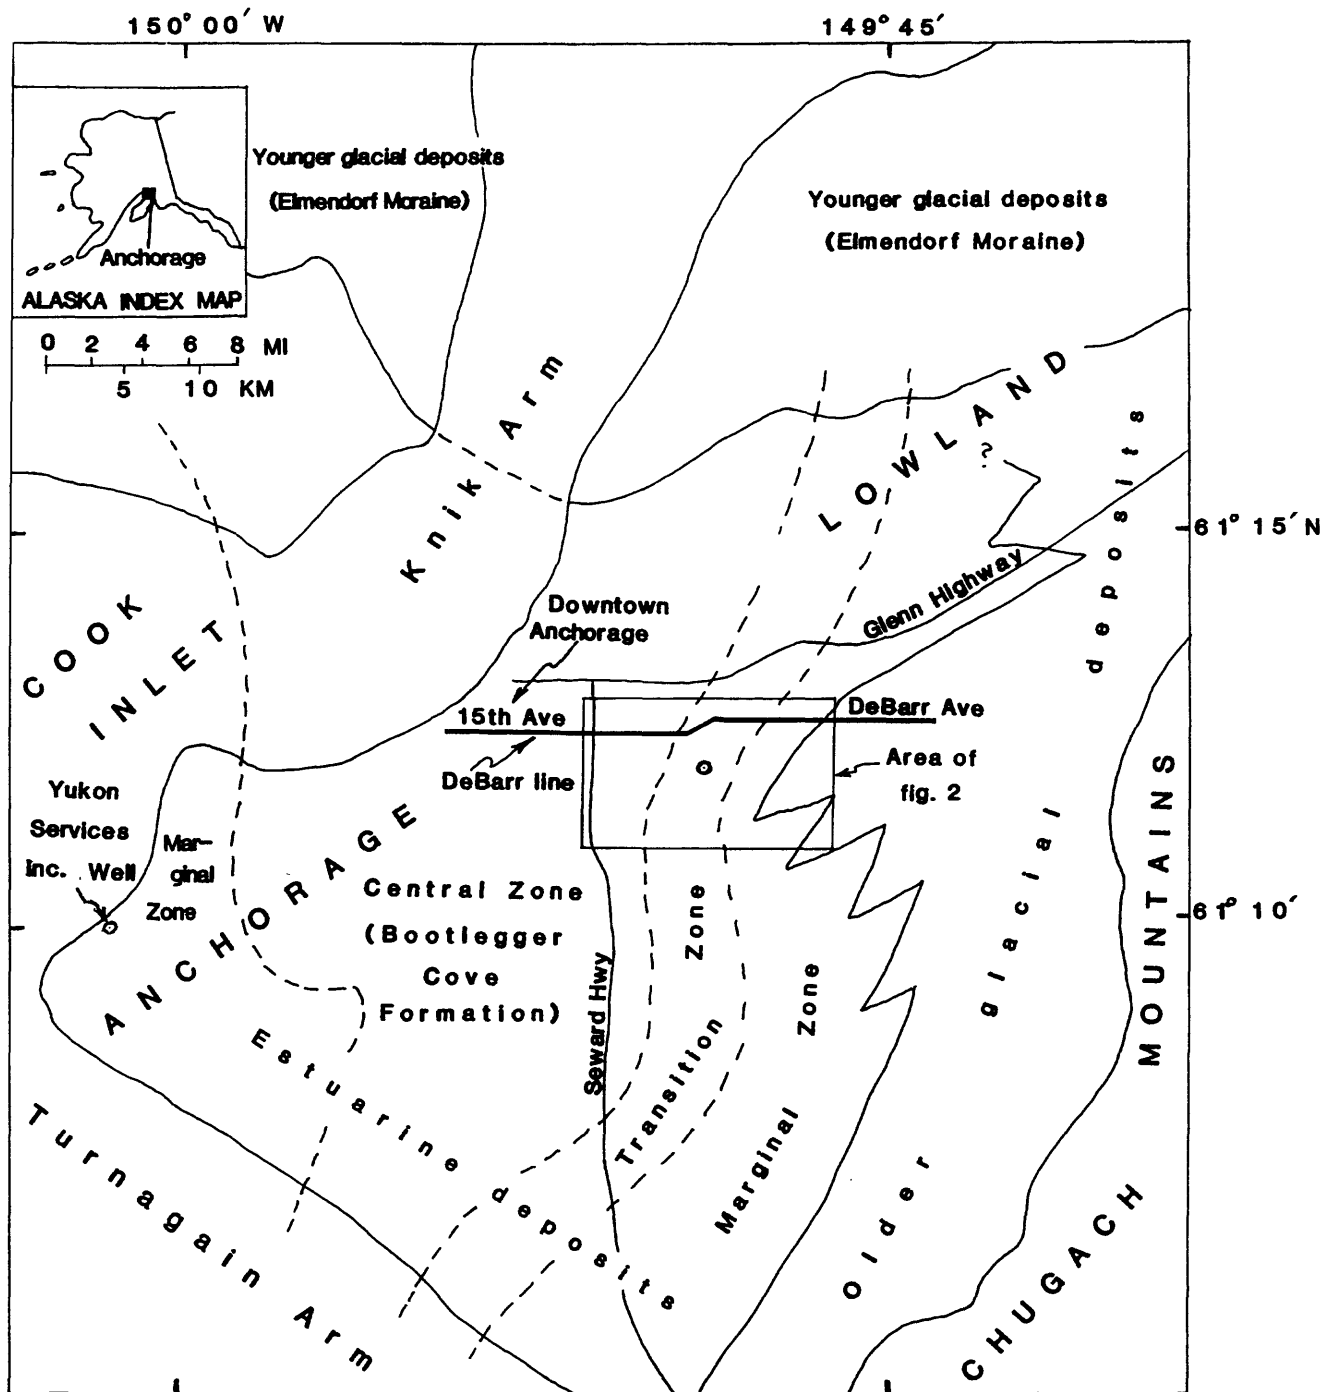 150° 00′ W
149° 45′
Younger glacial deposits
(Elmendorf Moraine)
Younger glacial deposits
(Elmendorf Moraine)
Anchorage
ALASKA INDEX MAP
0 2 4 6 8 MI
5 10 KM
Knik Arm
LOWLAND
?
61° 15′ N
Glenn Highway
COOK
INLET
Downtown
Anchorage
15th Ave
DeBarr Ave
DeBarr line
Area of
fig. 2
Yukon
Services
Inc. Well
Mar-
ginal
Zone
ANCHORAGE
Central Zone
(Bootlegger
Cove
Formation)
61° 10′
Seward Hwy
Transition
Zone
Marginal
Zone
Older glacial deposits
CHUGACH
MOUNTAINS
Estuarine deposits
Turnagain Arm